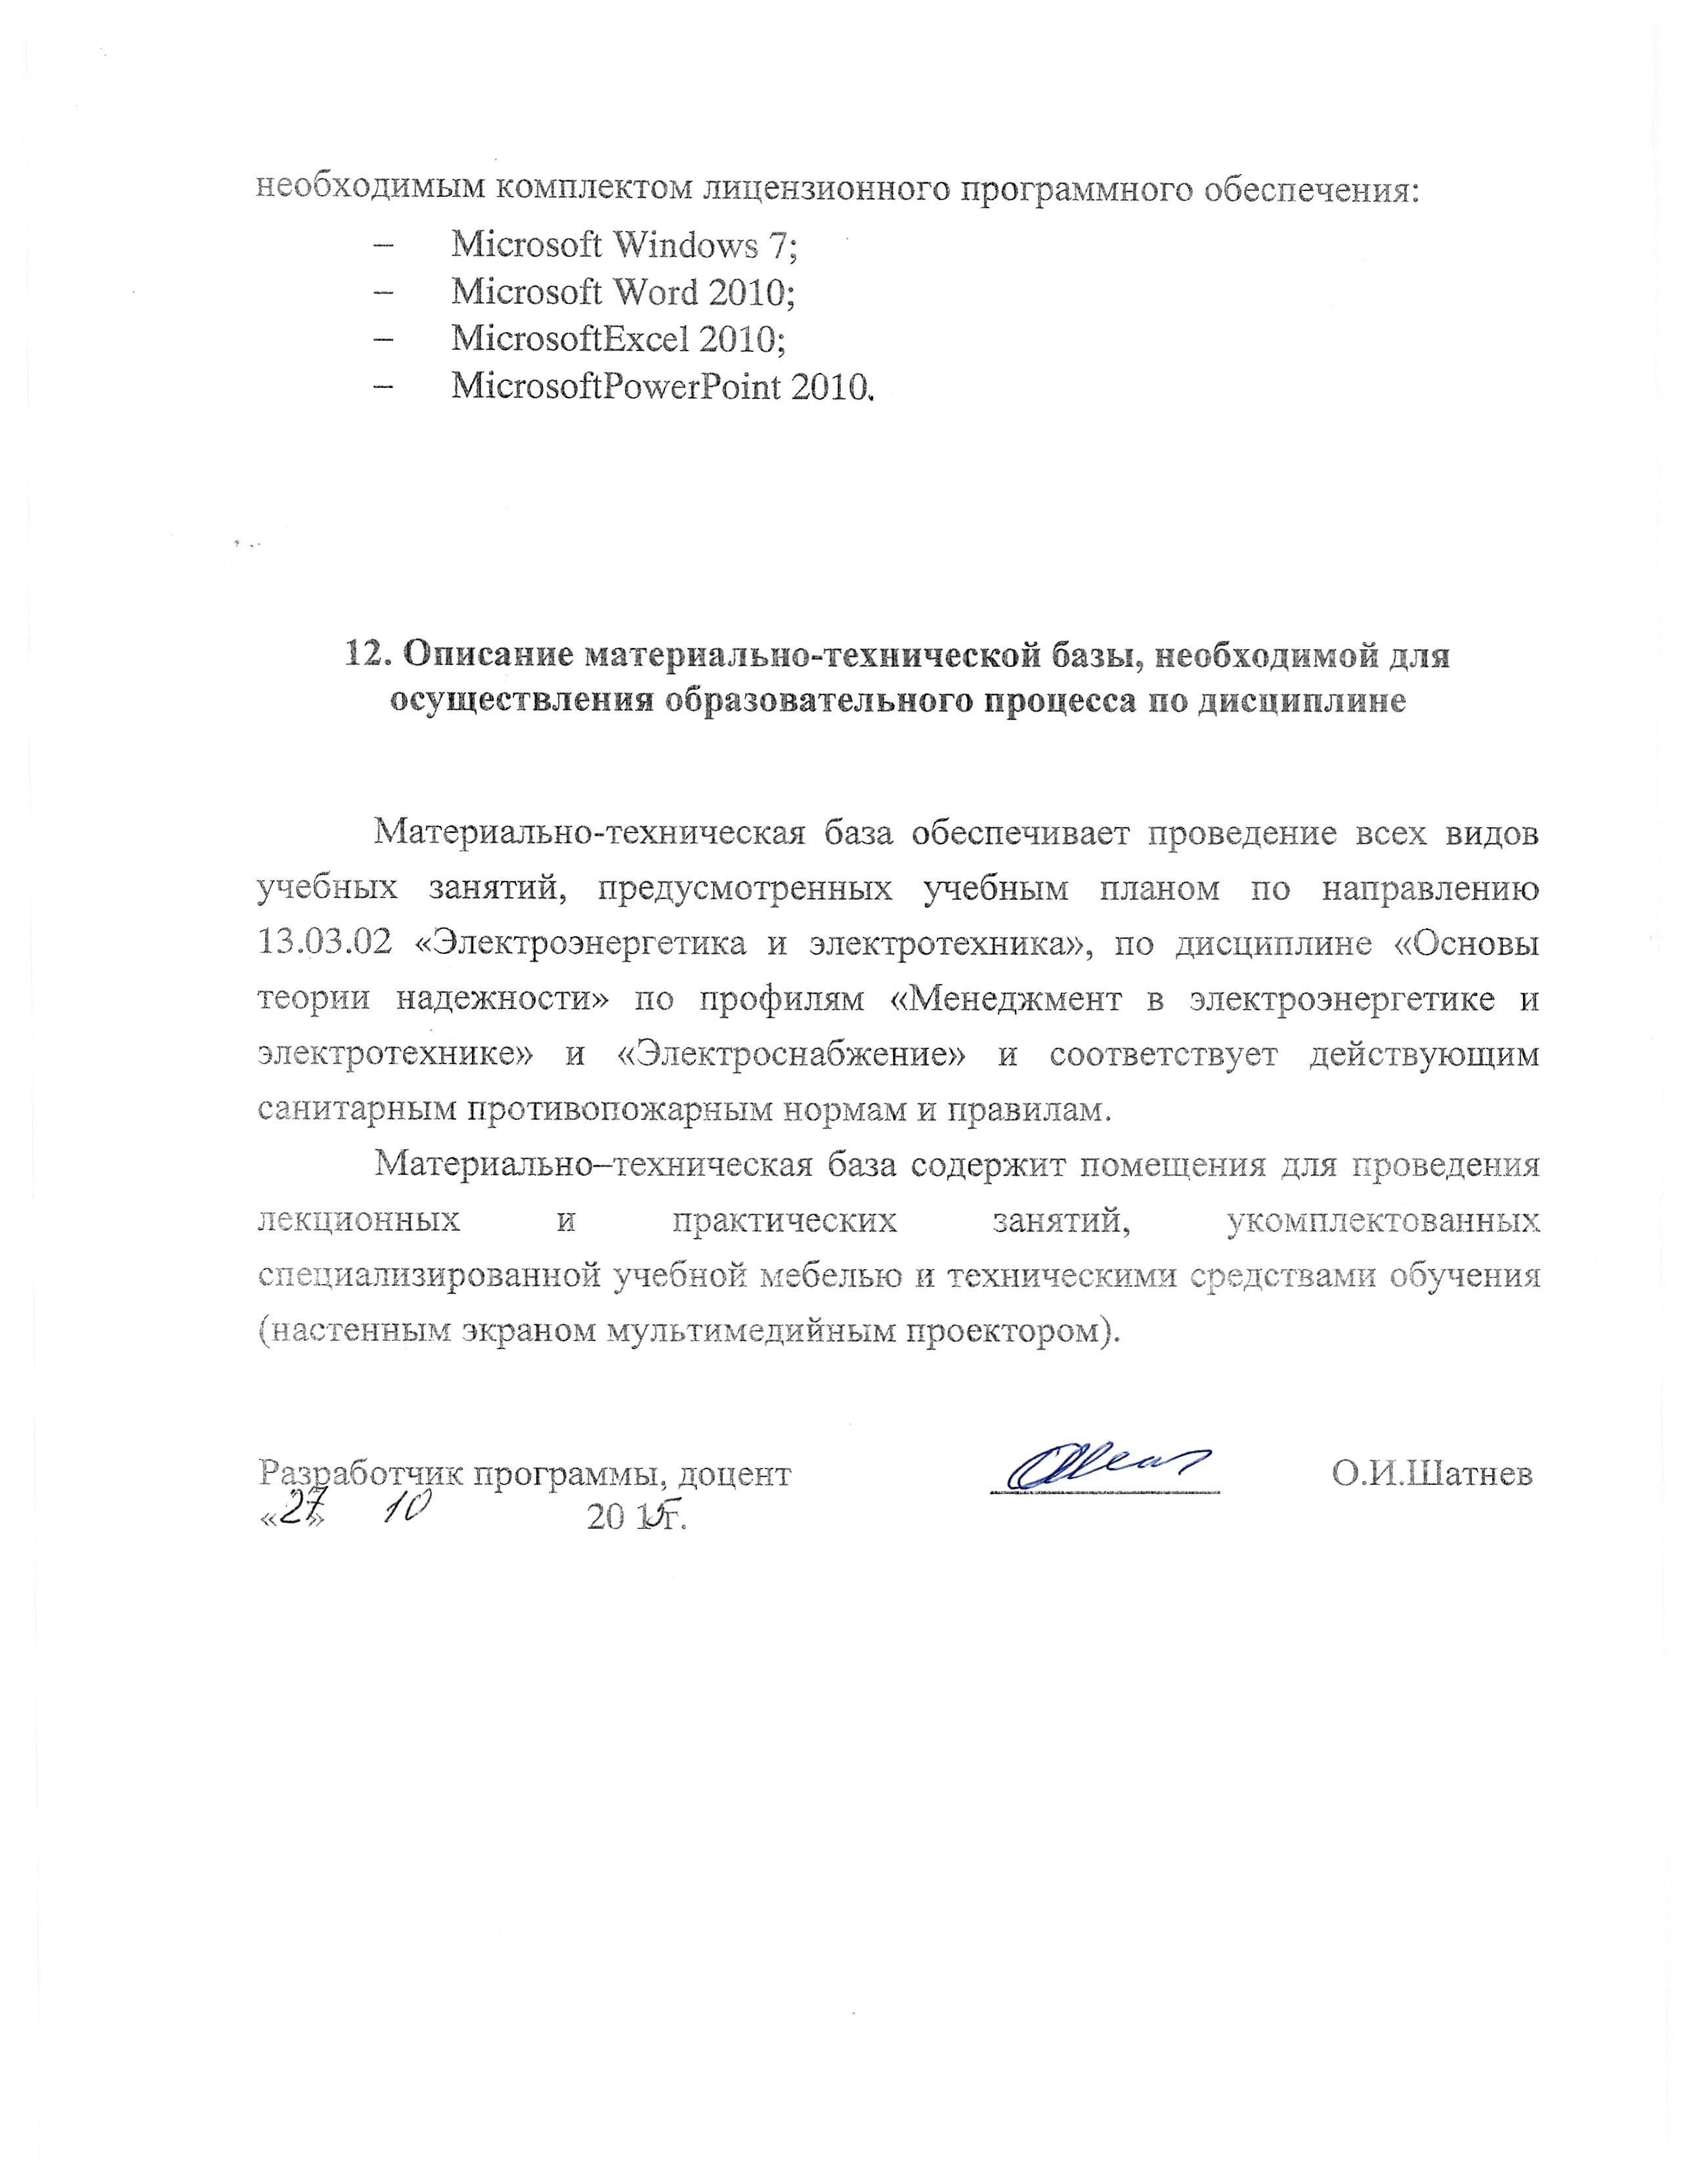 необходимым комплектом лицензионного программного обеспечения:
– Microsoft Windows 7;
– Microsoft Word 2010;
– MicrosoftExcel 2010;
– MicrosoftPowerPoint 2010.
12. Описание материально-технической базы, необходимой для
осуществления образовательного процесса по дисциплине
Материально-техническая база обеспечивает проведение всех видов
учебных занятий, предусмотренных учебным планом по направлению
13.03.02 «Электроэнергетика и электротехника», по дисциплине «Основы
теории надежности» по профилям «Менеджмент в электроэнергетике и
электротехнике» и «Электроснабжение» и соответствует действующим
санитарным противопожарным нормам и правилам.
Материально–техническая база содержит помещения для проведения
лекционных и практических занятий, укомплектованных
специализированной учебной мебелью и техническими средствами обучения
(настенным экраном мультимедийным проектором).
Разработчик программы, доцент О.И.Шатнев
«27» 10 2015г.